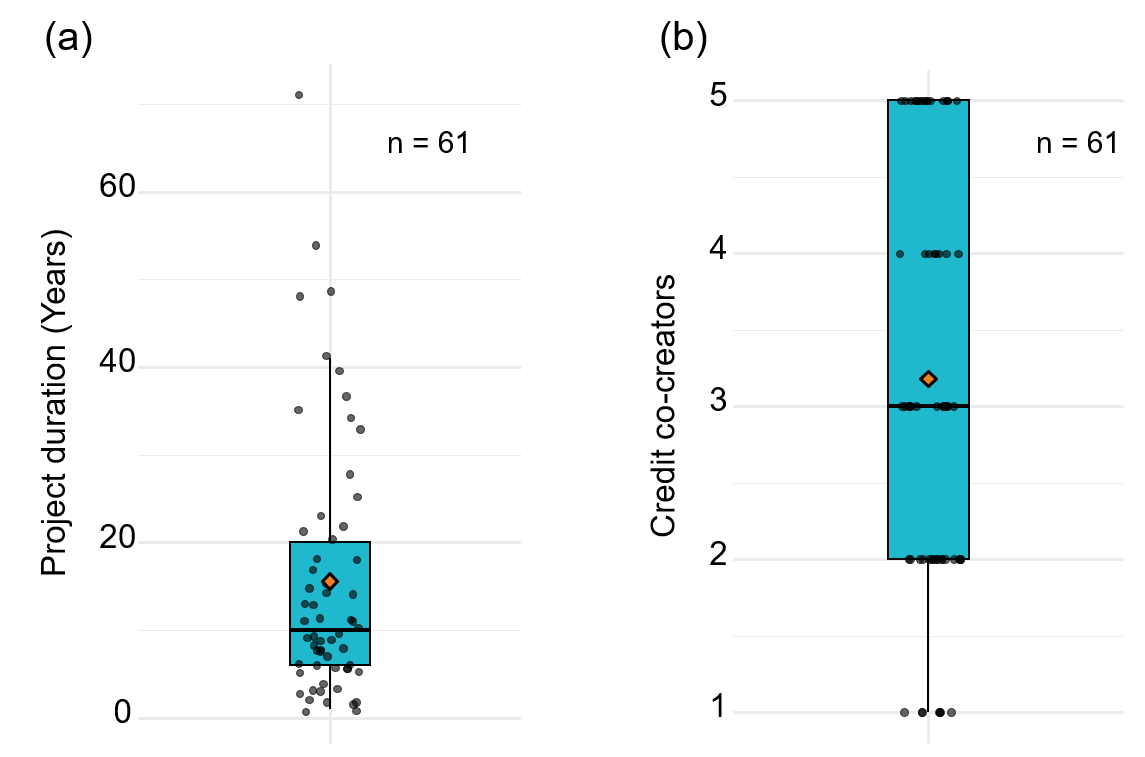 (a)
Project duration (Years)
60
40
20
0
n = 61
(b)
Credit co-creators
5
4
3
2
1
n = 61